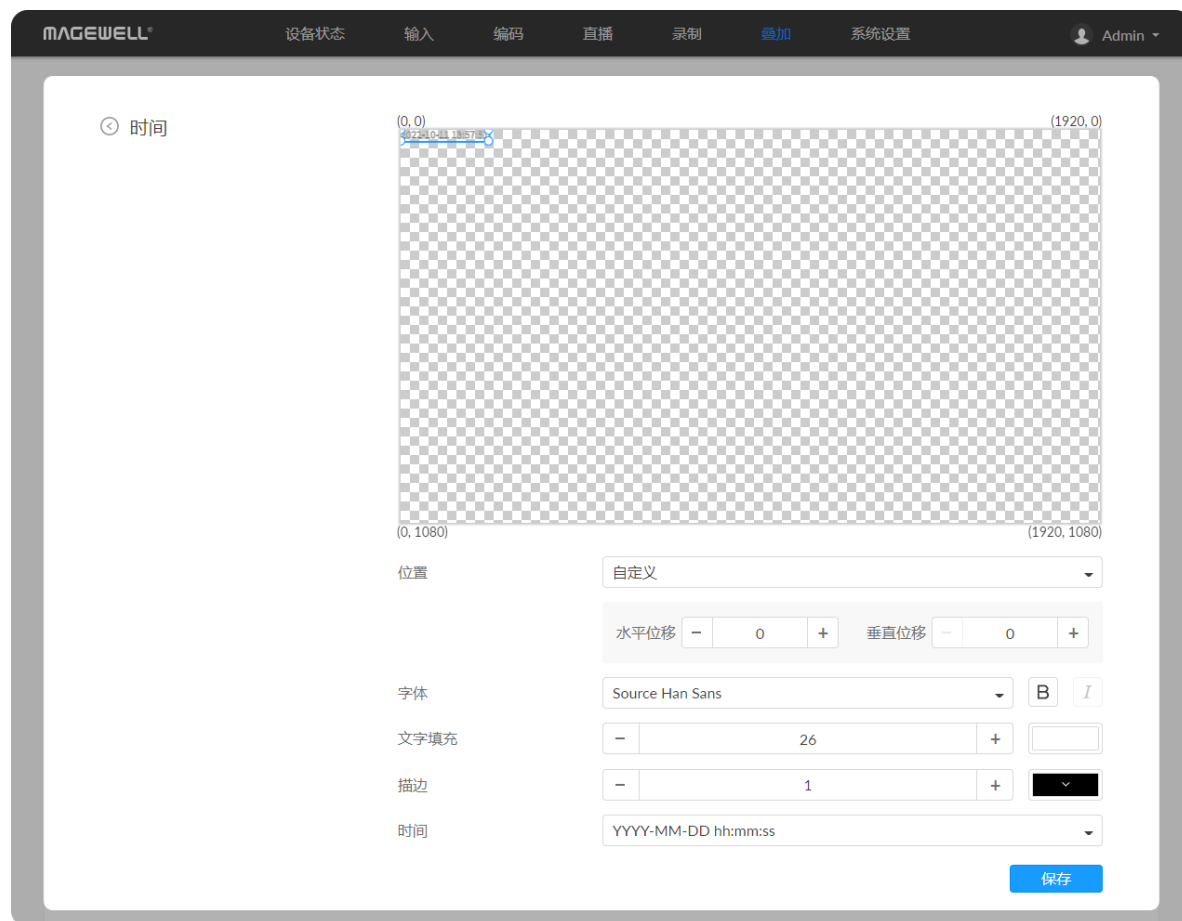 MAGEWELL® 设备状态 输入 编码 直播 录制 叠加 系统设置 Admin
时间
(0, 0) (1920, 0)
(0, 1080) (1920, 1080)
位置 自定义
水平位移 − 0 + 垂直位移 − 0 +
字体 Source Han Sans B I
文字填充 − 26 +
描边 − 1 +
时间 YYYY-MM-DD hh:mm:ss
保存